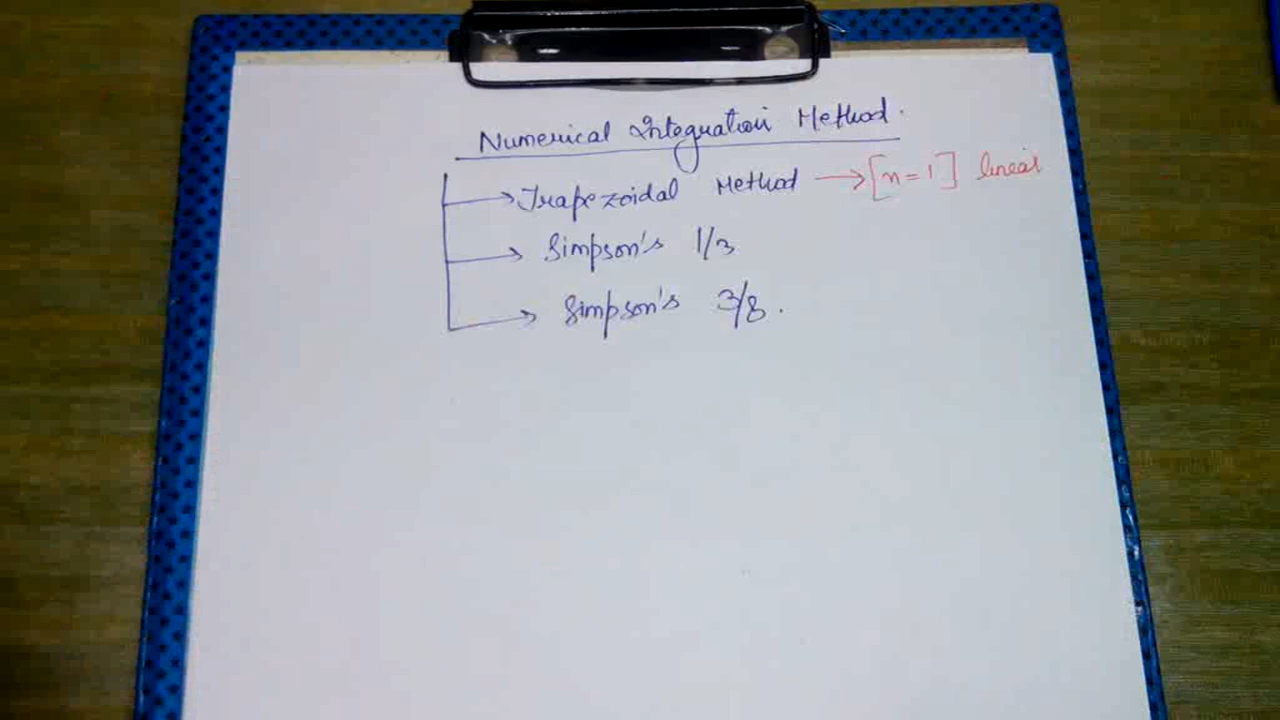 Numerical Integration Method.
Trapezoidal Method → [n=1] linear
Simpson's 1/3
Simpson's 3/8.